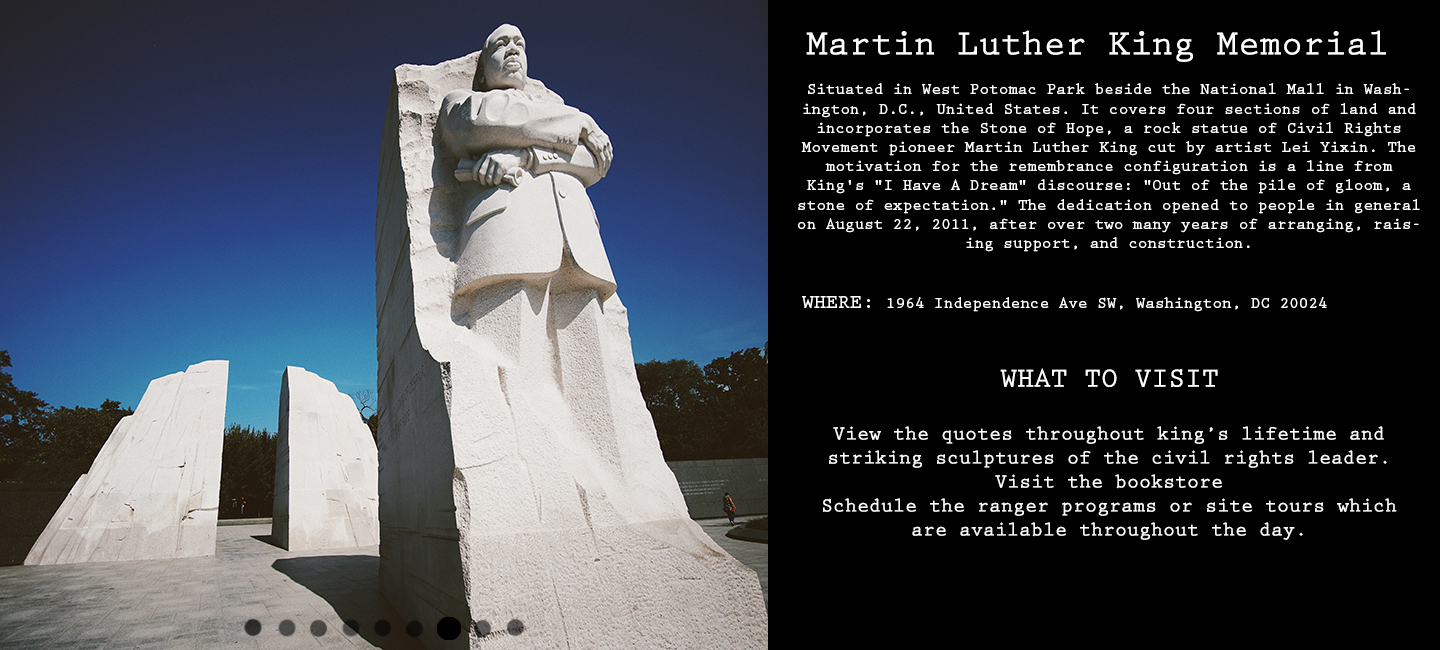 Martin Luther King Memorial
Situated in West Potomac Park beside the National Mall in Wash-
ington, D.C., United States. It covers four sections of land and
incorporates the Stone of Hope, a rock statue of Civil Rights
Movement pioneer Martin Luther King cut by artist Lei Yixin. The
motivation for the remembrance configuration is a line from
King's "I Have A Dream" discourse: "Out of the pile of gloom, a
stone of expectation." The dedication opened to people in general
on August 22, 2011, after over two many years of arranging, rais-
ing support, and construction.
WHERE: 1964 Independence Ave SW, Washington, DC 20024
WHAT TO VISIT
View the quotes throughout king’s lifetime and
striking sculptures of the civil rights leader.
Visit the bookstore
Schedule the ranger programs or site tours which
are available throughout the day.